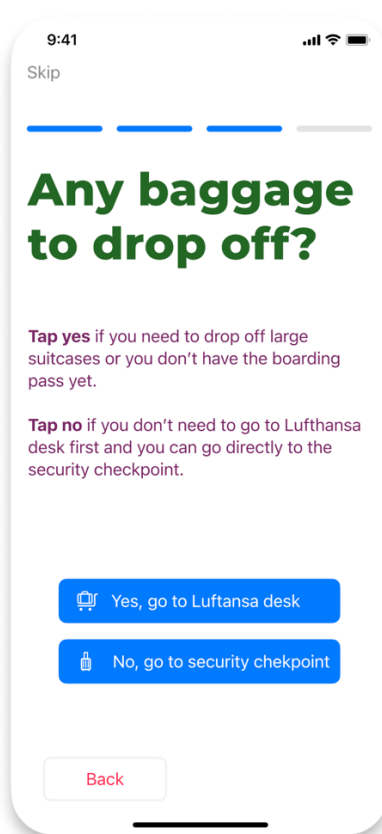 9:41
Skip
Any baggage
to drop off?
Tap yes if you need to drop off large
suitcases or you don’t have the boarding
pass yet.
Tap no if you don’t need to go to Lufthansa
desk first and you can go directly to the
security checkpoint.
Yes, go to Luftansa desk
No, go to security chekpoint
Back